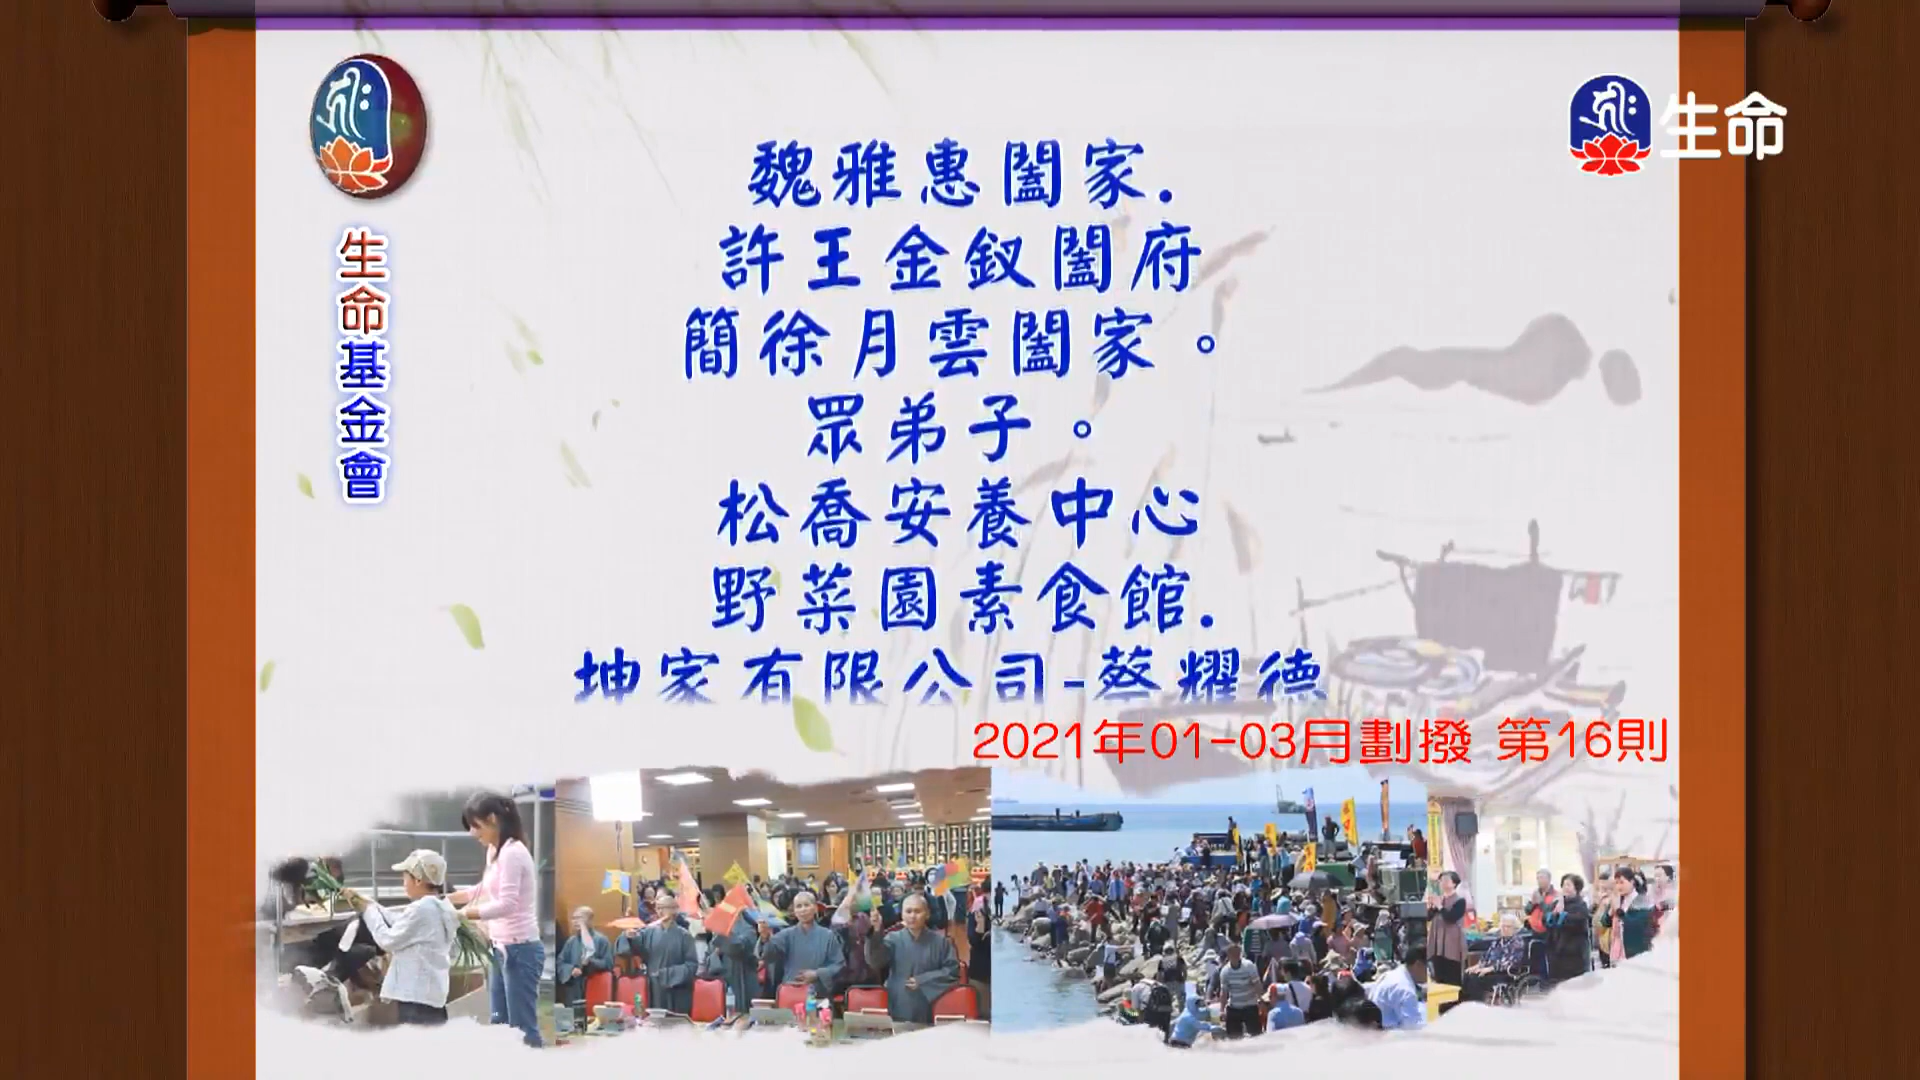 生命
生命基金會
魏雅惠闔家.
許王金釵闔府
簡徐月雲闔家。
眾弟子。
松喬安養中心
野菜園素食館.
坤家有限公司-蔡耀德
2021年01-03月劃撥 第16則